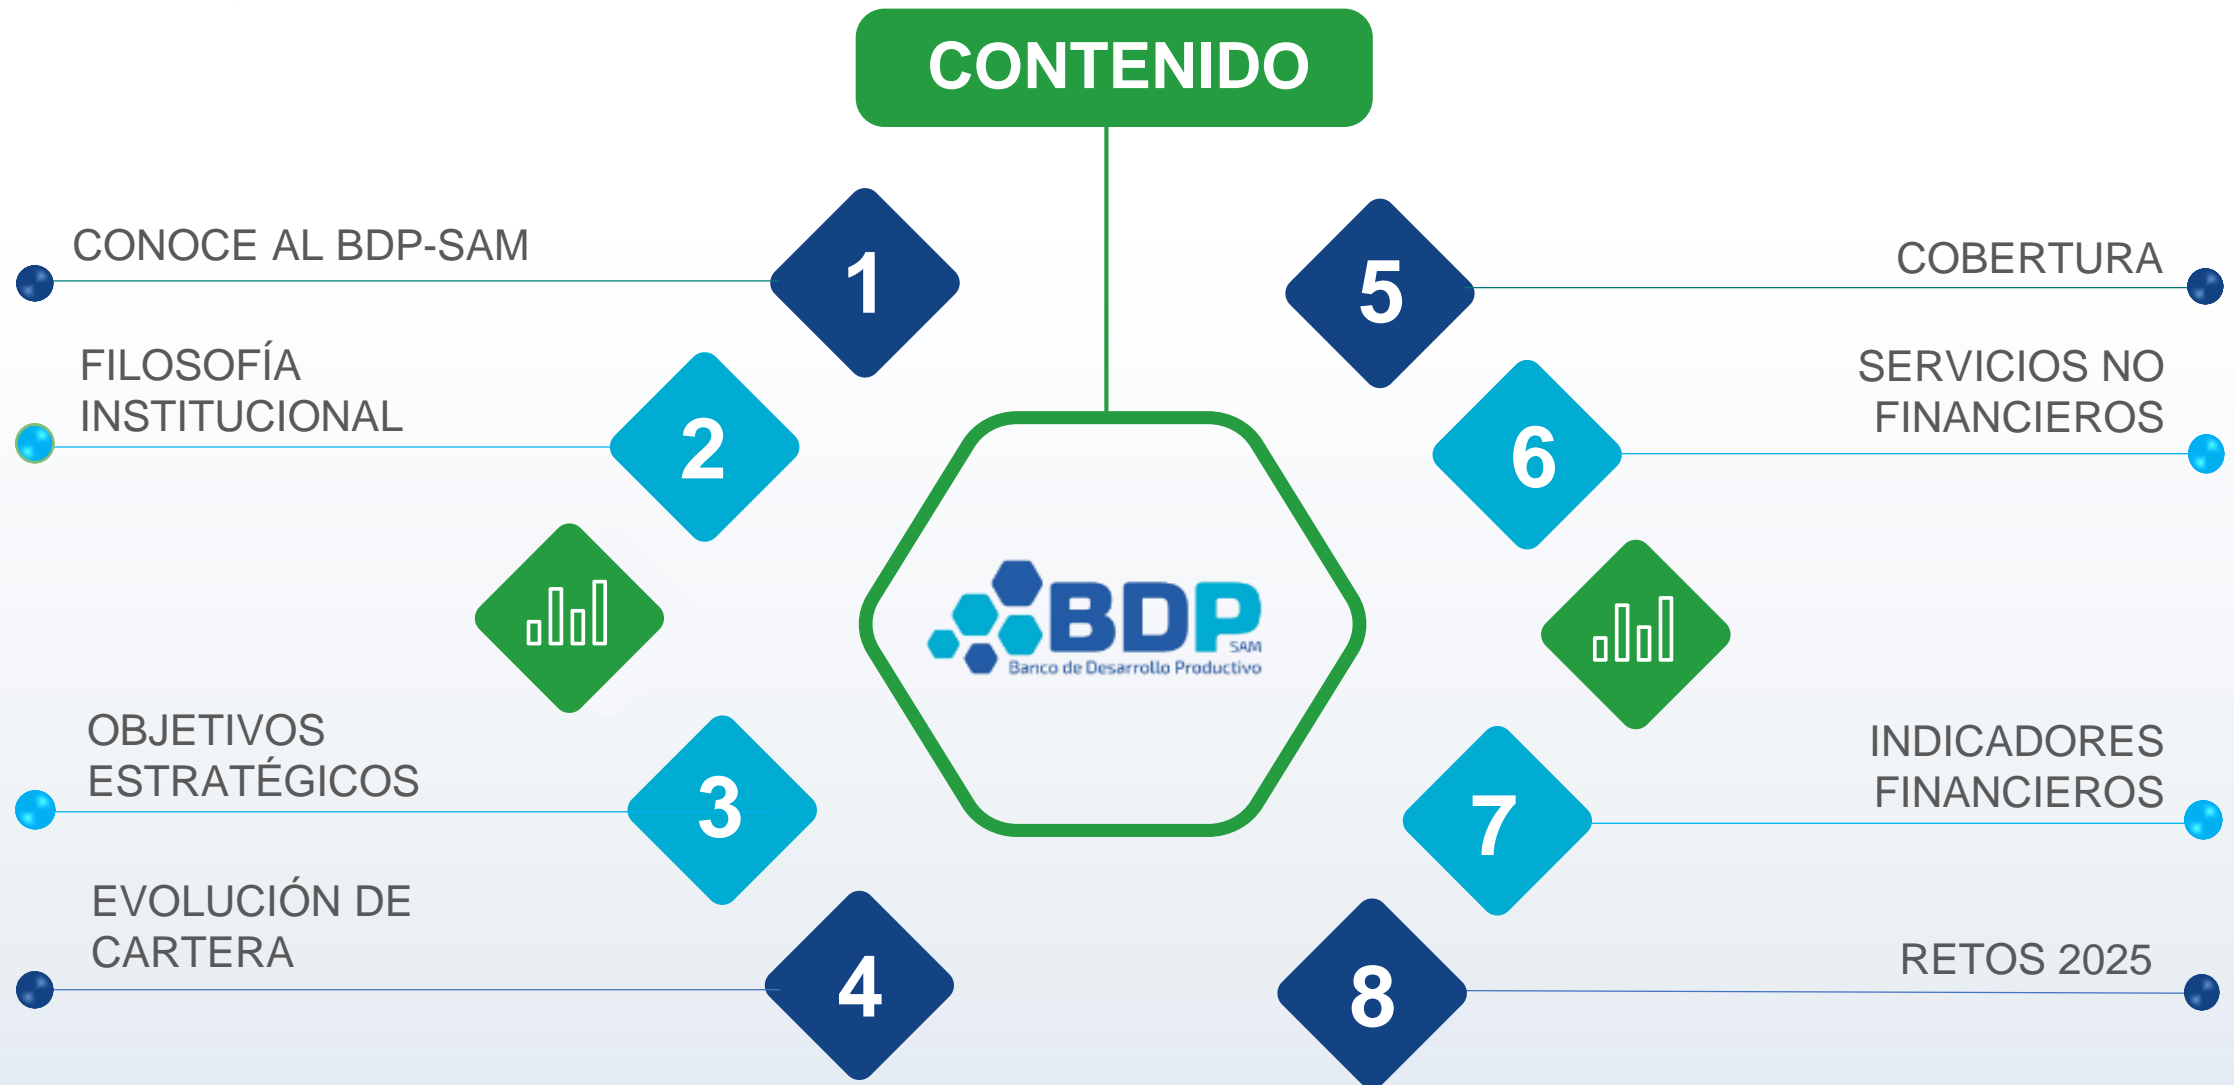 CONTENIDO
1
CONOCE AL BDP-SAM
2
FILOSOFÍA
INSTITUCIONAL
3
OBJETIVOS
ESTRATÉGICOS
4
EVOLUCIÓN DE
CARTERA
BDP
SAM
Banco de Desarrollo Productivo
5
COBERTURA
6
SERVICIOS NO
FINANCIEROS
7
INDICADORES
FINANCIEROS
8
RETOS 2025